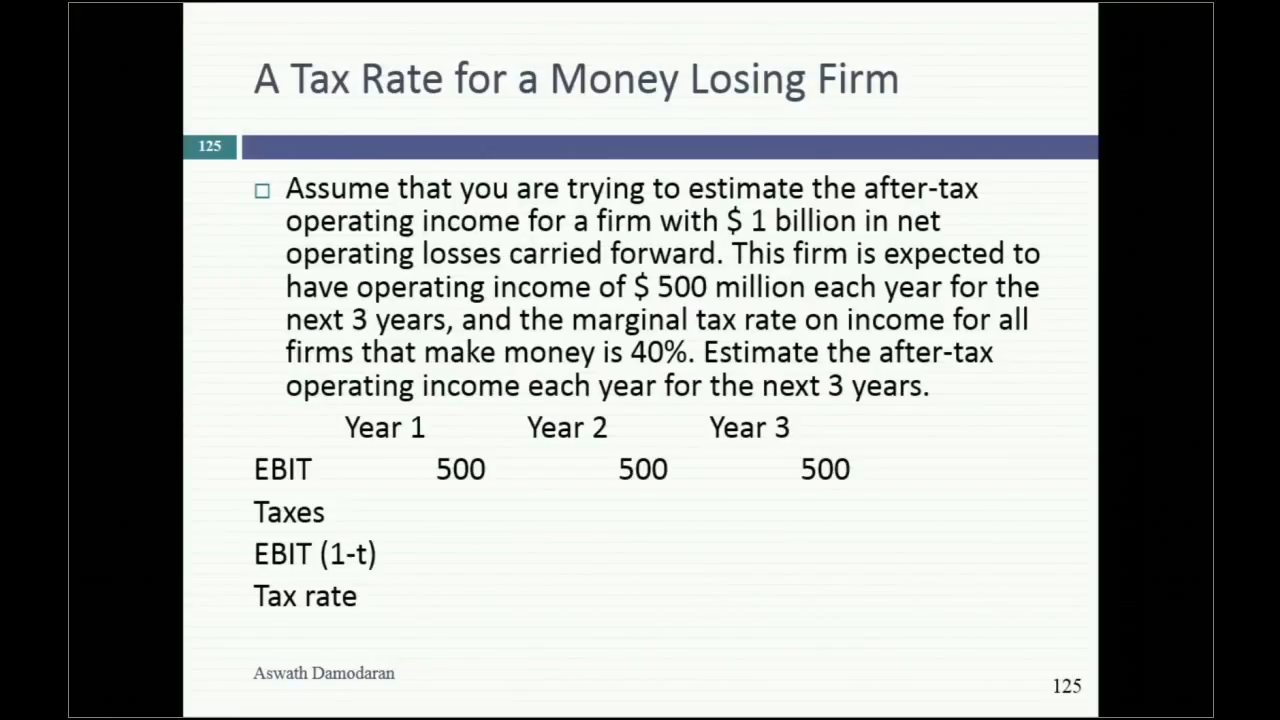 A Tax Rate for a Money Losing Firm
125
Assume that you are trying to estimate the after-tax
operating income for a firm with $ 1 billion in net
operating losses carried forward. This firm is expected to
have operating income of $ 500 million each year for the
next 3 years, and the marginal tax rate on income for all
firms that make money is 40%. Estimate the after-tax
operating income each year for the next 3 years.
Year 1 Year 2 Year 3
EBIT 500 500 500
Taxes
EBIT (1-t)
Tax rate
Aswath Damodaran
125